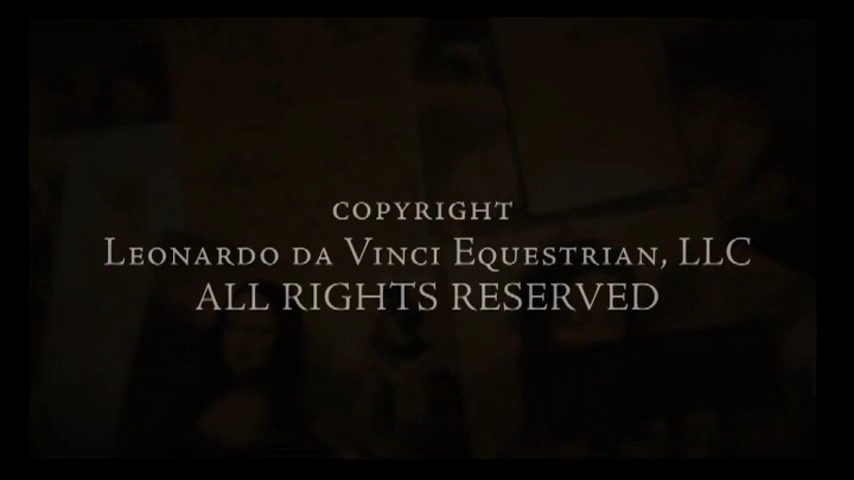 COPYRIGHT
LEONARDO DA VINCI EQUESTRIAN, LLC
ALL RIGHTS RESERVED